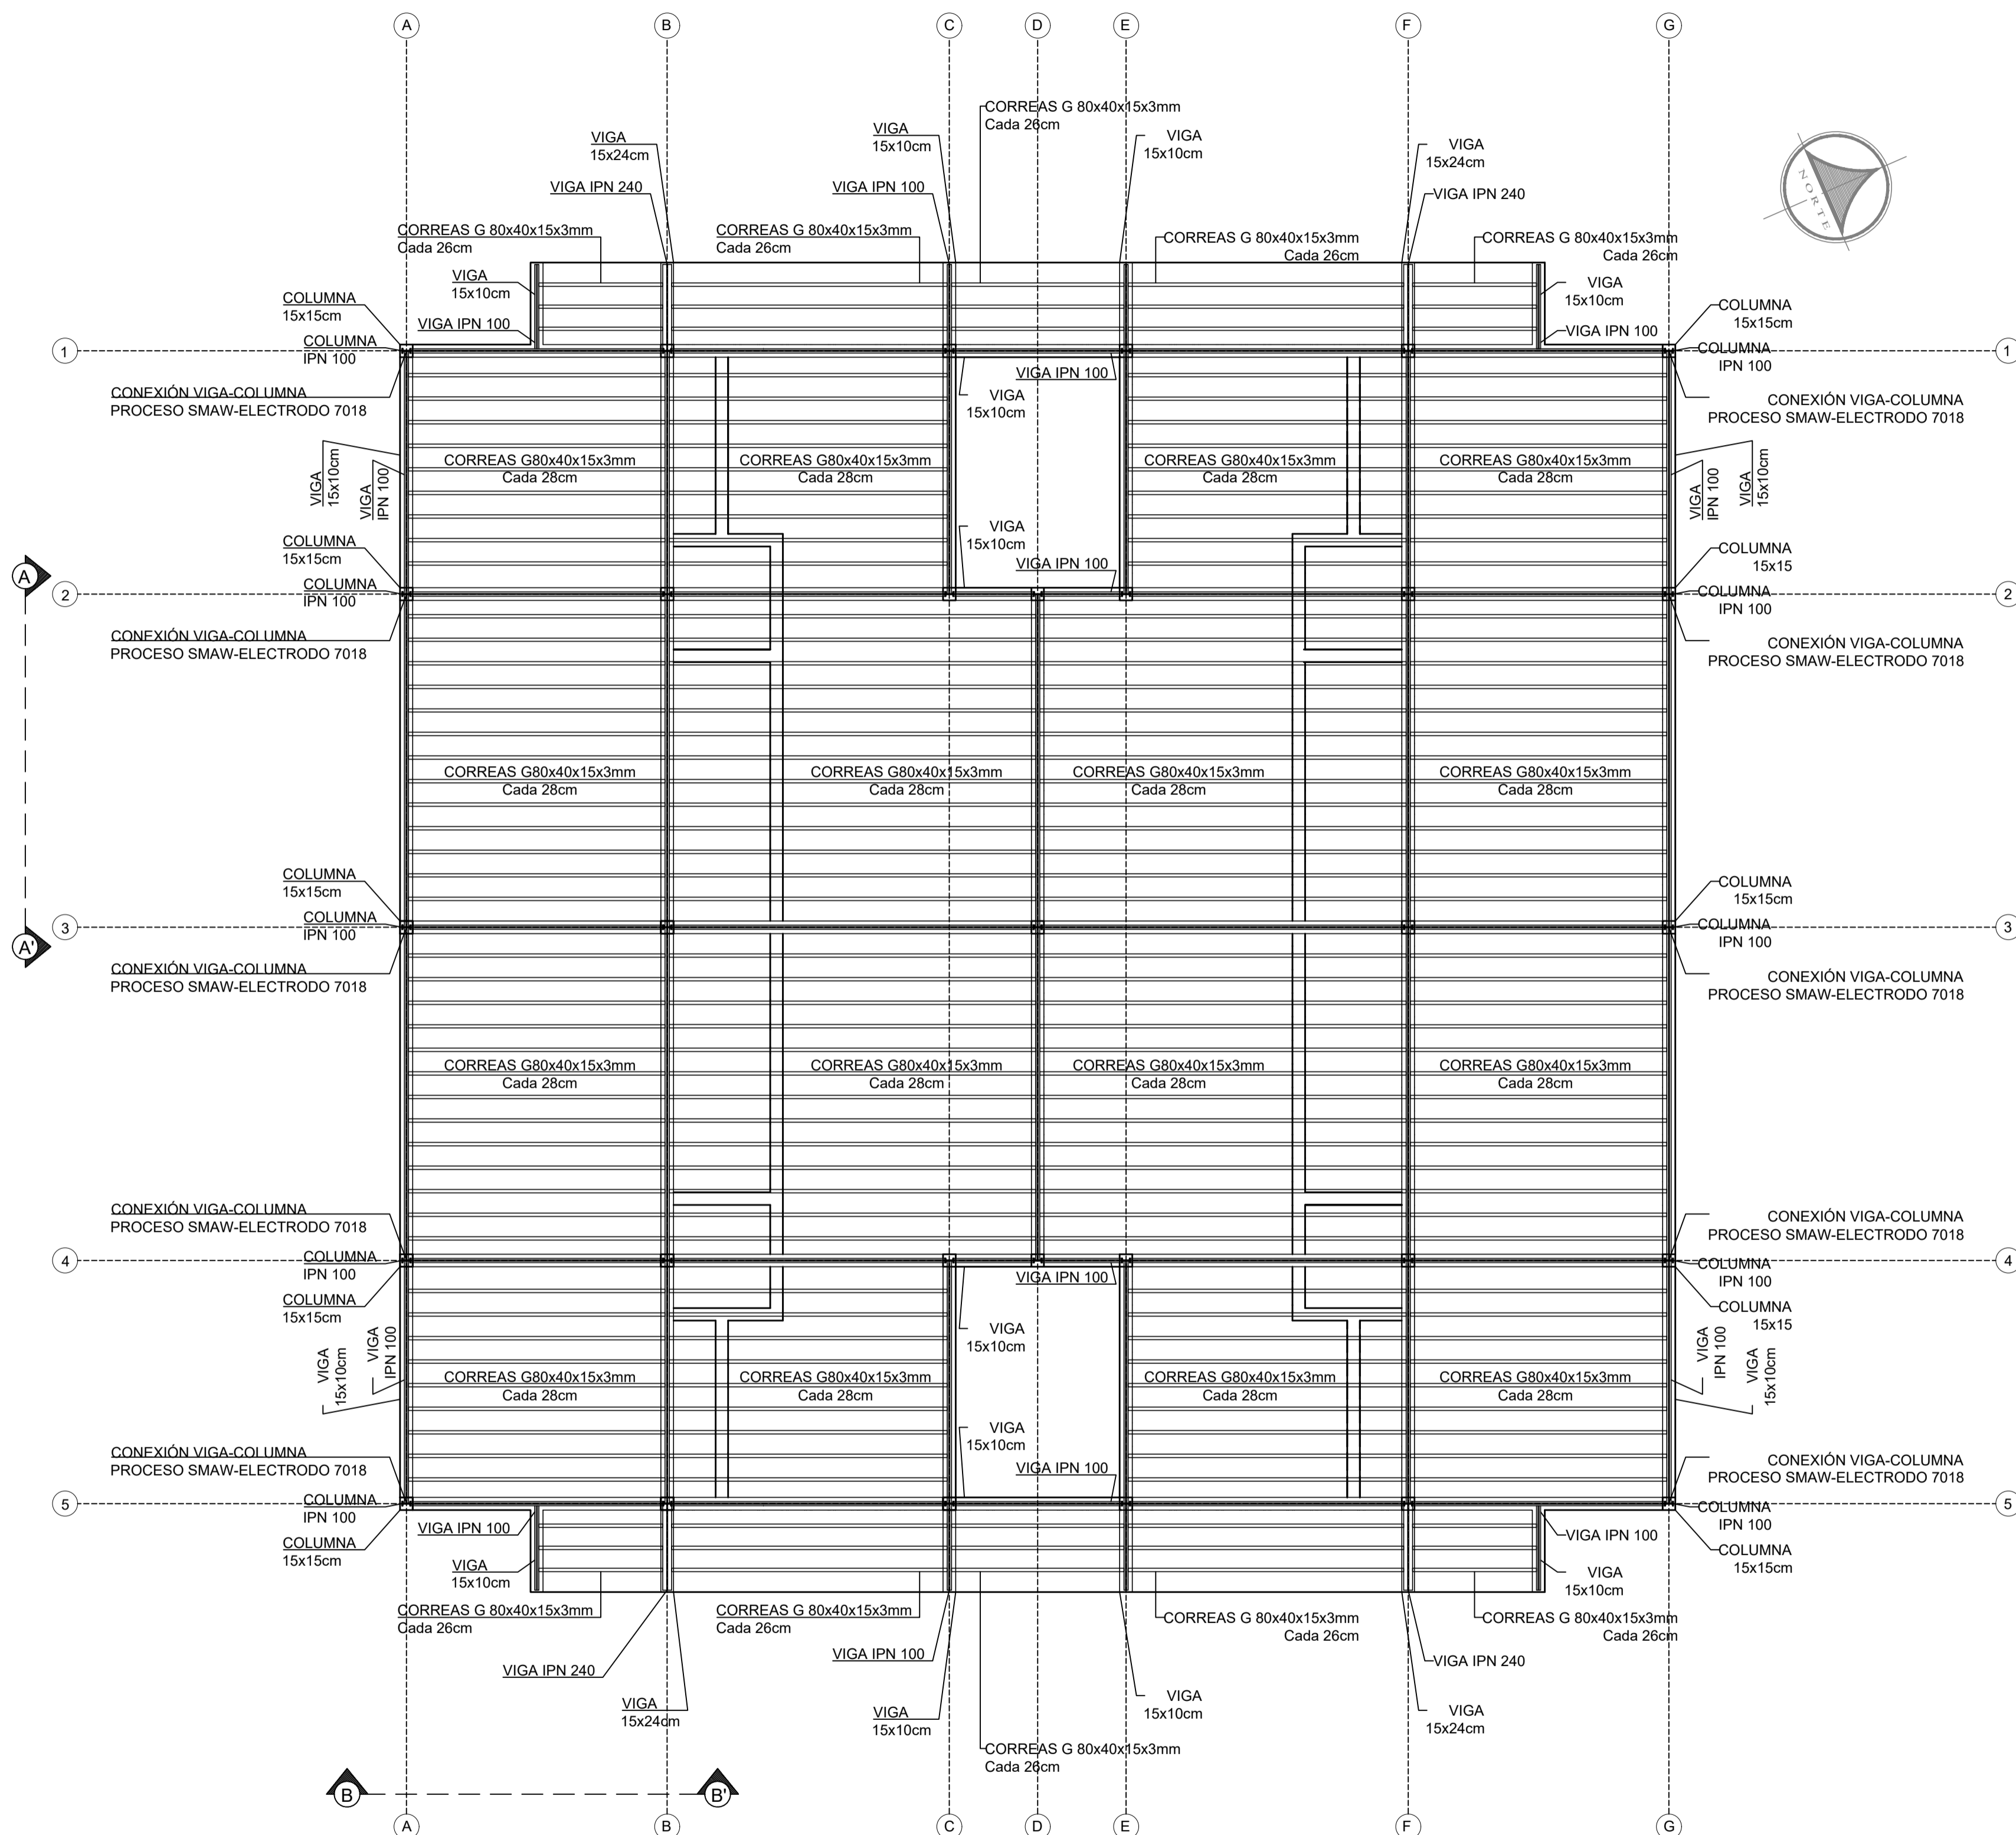 A
B
C
D
E
F
G
CORREAS G 80x40x15x3mm
Cada 26cm
VIGA
15x24cm
VIGA
15x10cm
VIGA
15x10cm
VIGA
15x24cm
VIGA IPN 240
VIGA IPN 100
VIGA IPN 240
NORTE
CORREAS G 80x40x15x3mm
Cada 26cm
CORREAS G 80x40x15x3mm
Cada 26cm
CORREAS G 80x40x15x3mm
Cada 26cm
CORREAS G 80x40x15x3mm
Cada 26cm
VIGA
15x10cm
VIGA
15x10cm
COLUMNA
15x15cm
VIGA IPN 100
VIGA IPN 100
COLUMNA
15x15cm
1
COLUMNA
IPN 100
COLUMNA
IPN 100
1
CONEXIÓN VIGA-COLUMNA
PROCESO SMAW-ELECTRODO 7018
VIGA IPN 100
VIGA
15x10cm
CONEXIÓN VIGA-COLUMNA
PROCESO SMAW-ELECTRODO 7018
VIGA
15x10cm
VIGA
IPN 100
CORREAS G80x40x15x3mm
Cada 28cm
CORREAS G80x40x15x3mm
Cada 28cm
CORREAS G80x40x15x3mm
Cada 28cm
CORREAS G80x40x15x3mm
Cada 28cm
VIGA
IPN 100
VIGA
15x10cm
COLUMNA
15x15cm
VIGA
15x10cm
VIGA IPN 100
COLUMNA
15x15
A
2
COLUMNA
IPN 100
COLUMNA
IPN 100
2
CONEXIÓN VIGA-COLUMNA
PROCESO SMAW-ELECTRODO 7018
CONEXIÓN VIGA-COLUMNA
PROCESO SMAW-ELECTRODO 7018
CORREAS G80x40x15x3mm
Cada 28cm
CORREAS G80x40x15x3mm
Cada 28cm
CORREAS G80x40x15x3mm
Cada 28cm
CORREAS G80x40x15x3mm
Cada 28cm
COLUMNA
15x15cm
COLUMNA
15x15cm
A'
3
COLUMNA
IPN 100
COLUMNA
IPN 100
3
CONEXIÓN VIGA-COLUMNA
PROCESO SMAW-ELECTRODO 7018
CONEXIÓN VIGA-COLUMNA
PROCESO SMAW-ELECTRODO 7018
CORREAS G80x40x15x3mm
Cada 28cm
CORREAS G80x40x15x3mm
Cada 28cm
CORREAS G80x40x15x3mm
Cada 28cm
CORREAS G80x40x15x3mm
Cada 28cm
CONEXIÓN VIGA-COLUMNA
PROCESO SMAW-ELECTRODO 7018
CONEXIÓN VIGA-COLUMNA
PROCESO SMAW-ELECTRODO 7018
4
COLUMNA
IPN 100
VIGA IPN 100
COLUMNA
IPN 100
4
COLUMNA
15x15cm
VIGA
15x10cm
COLUMNA
15x15
VIGA
15x10cm
VIGA
IPN 100
CORREAS G80x40x15x3mm
Cada 28cm
CORREAS G80x40x15x3mm
Cada 28cm
CORREAS G80x40x15x3mm
Cada 28cm
CORREAS G80x40x15x3mm
Cada 28cm
VIGA
IPN 100
VIGA
15x10cm
VIGA
15x10cm
VIGA IPN 100
CONEXIÓN VIGA-COLUMNA
PROCESO SMAW-ELECTRODO 7018
CONEXIÓN VIGA-COLUMNA
PROCESO SMAW-ELECTRODO 7018
5
COLUMNA
IPN 100
COLUMNA
IPN 100
5
VIGA IPN 100
VIGA IPN 100
COLUMNA
15x15cm
COLUMNA
15x15cm
VIGA
15x10cm
VIGA
15x10cm
CORREAS G 80x40x15x3mm
Cada 26cm
CORREAS G 80x40x15x3mm
Cada 26cm
CORREAS G 80x40x15x3mm
Cada 26cm
CORREAS G 80x40x15x3mm
Cada 26cm
VIGA IPN 240
VIGA IPN 100
VIGA IPN 240
VIGA
15x24cm
VIGA
15x10cm
VIGA
15x10cm
VIGA
15x24cm
CORREAS G 80x40x15x3mm
Cada 26cm
B
B'
A
B
C
D
E
F
G